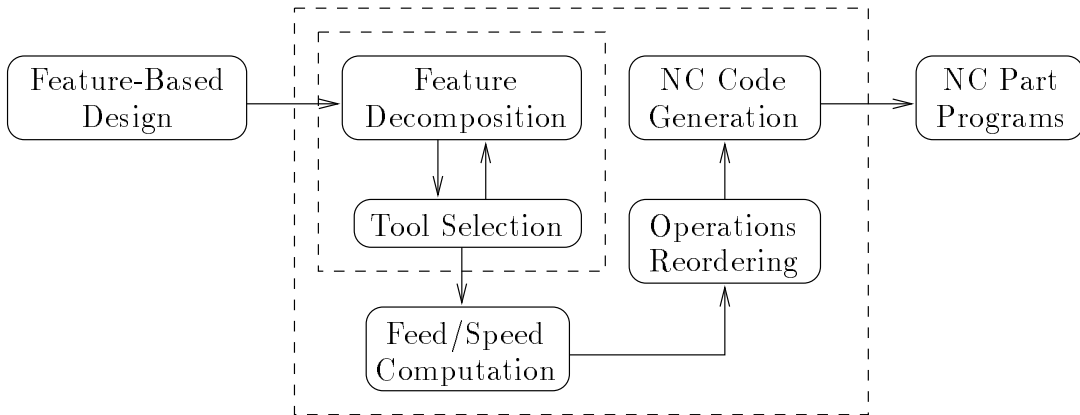 Feature-Based
Design
Feature
Decomposition
Tool Selection
Feed/Speed
Computation
Operations
Reordering
NC Code
Generation
NC Part
Programs